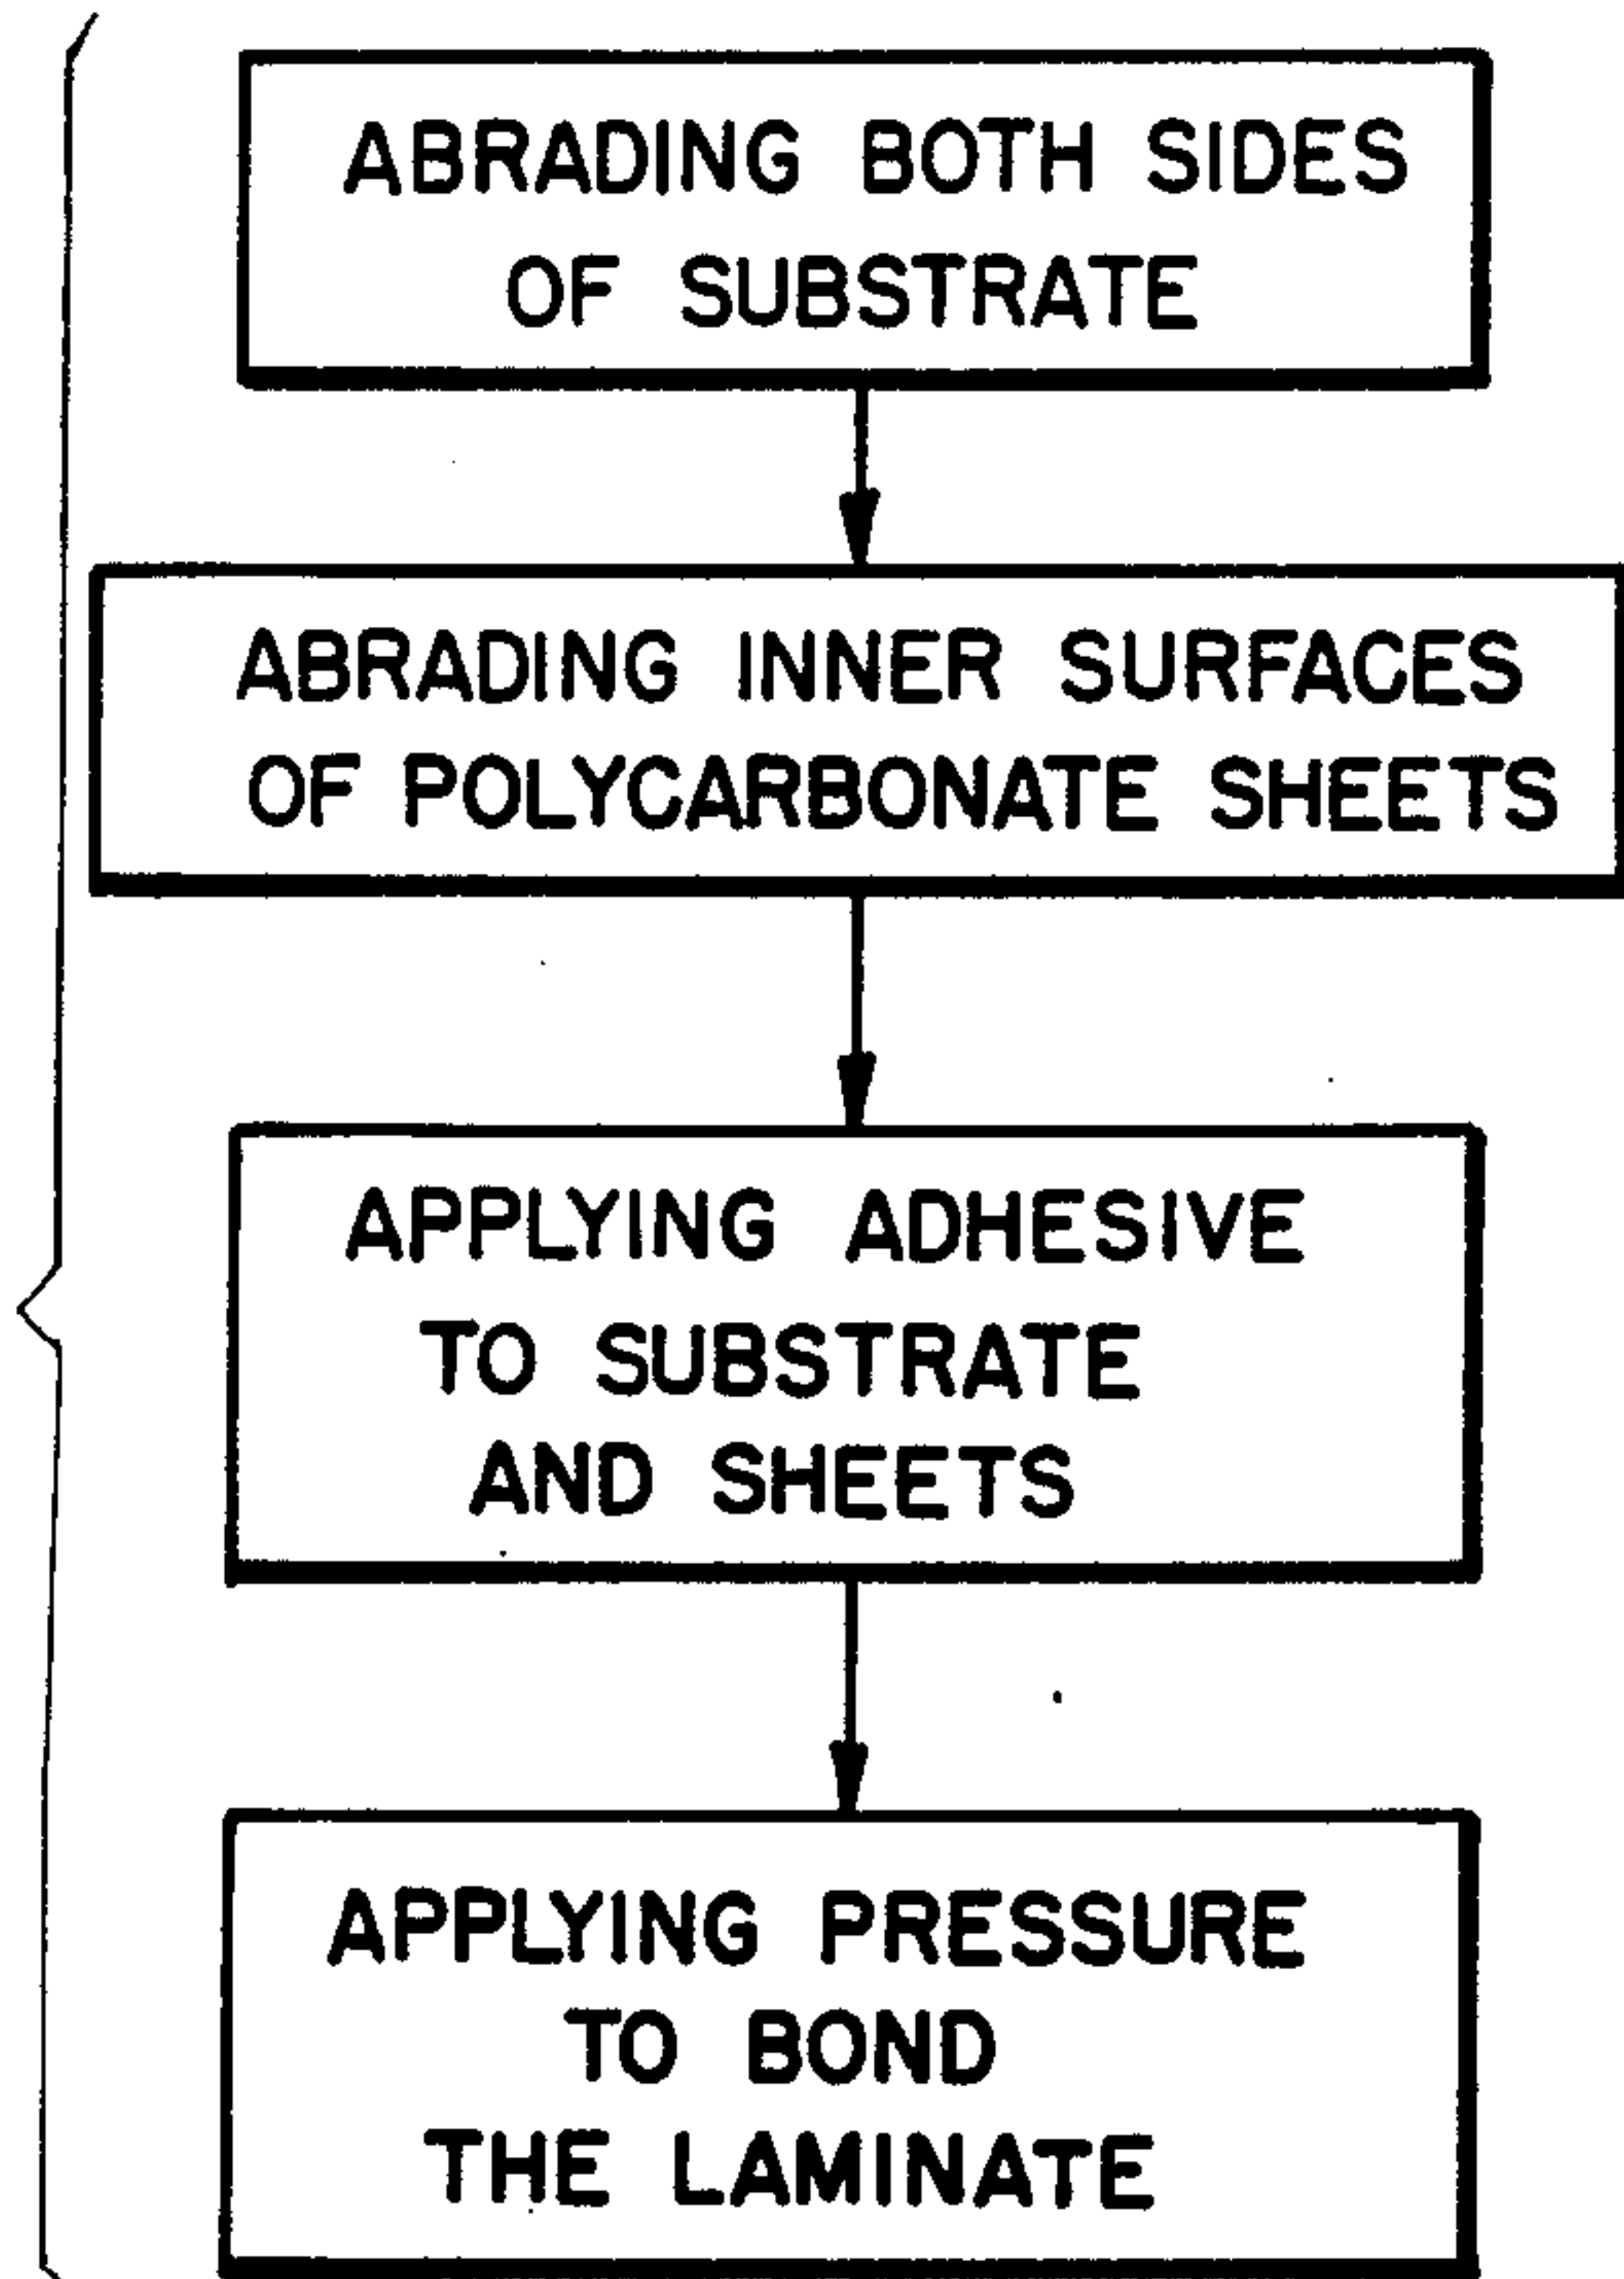 ABRADING BOTH SIDES
OF SUBSTRATE
ABRADING INNER SURFACES
OF POLYCARBONATE SHEETS
APPLYING ADHESIVE
TO SUBSTRATE
AND SHEETS
APPLYING PRESSURE
TO BOND
THE LAMINATE